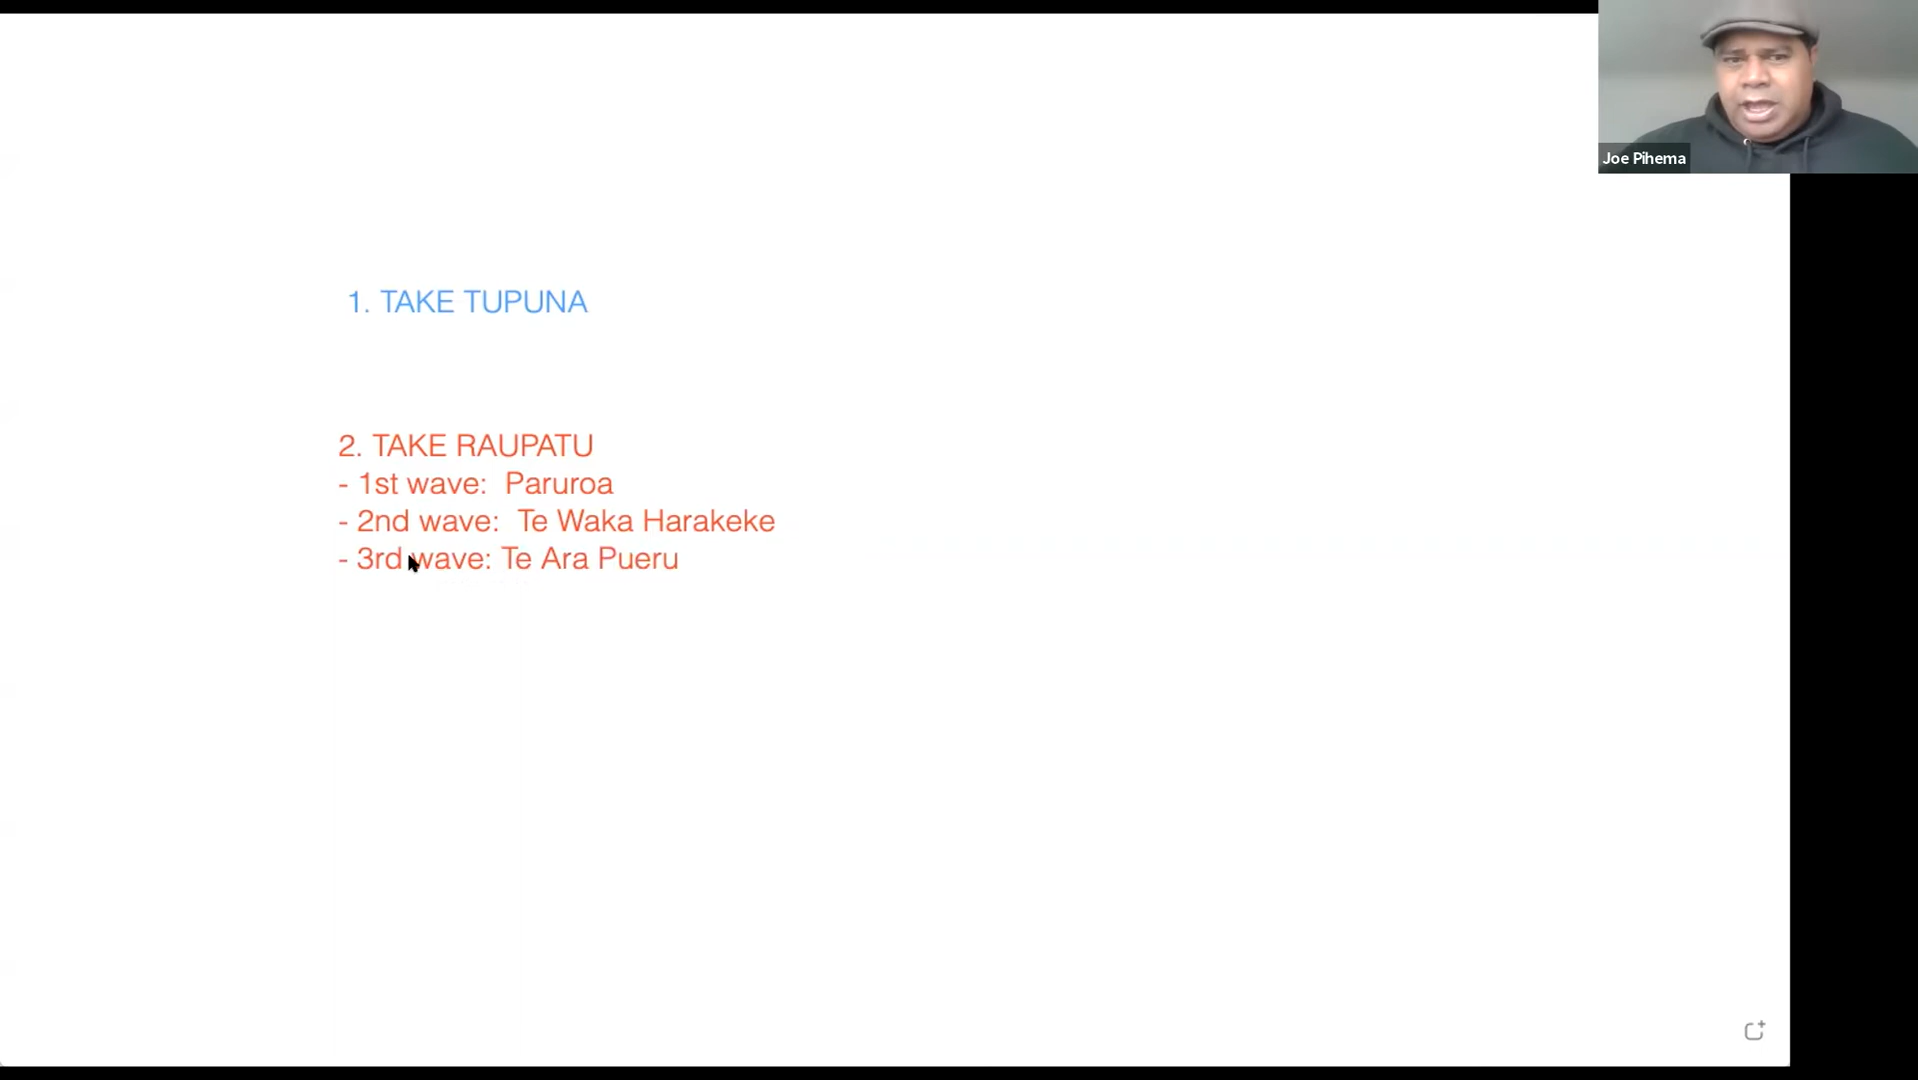 Joe Pihema
1. TAKE TUPUNA
2. TAKE RAUPATU
- 1st wave:  Paruroa
- 2nd wave:  Te Waka Harakeke
- 3rd wave: Te Ara Pueru